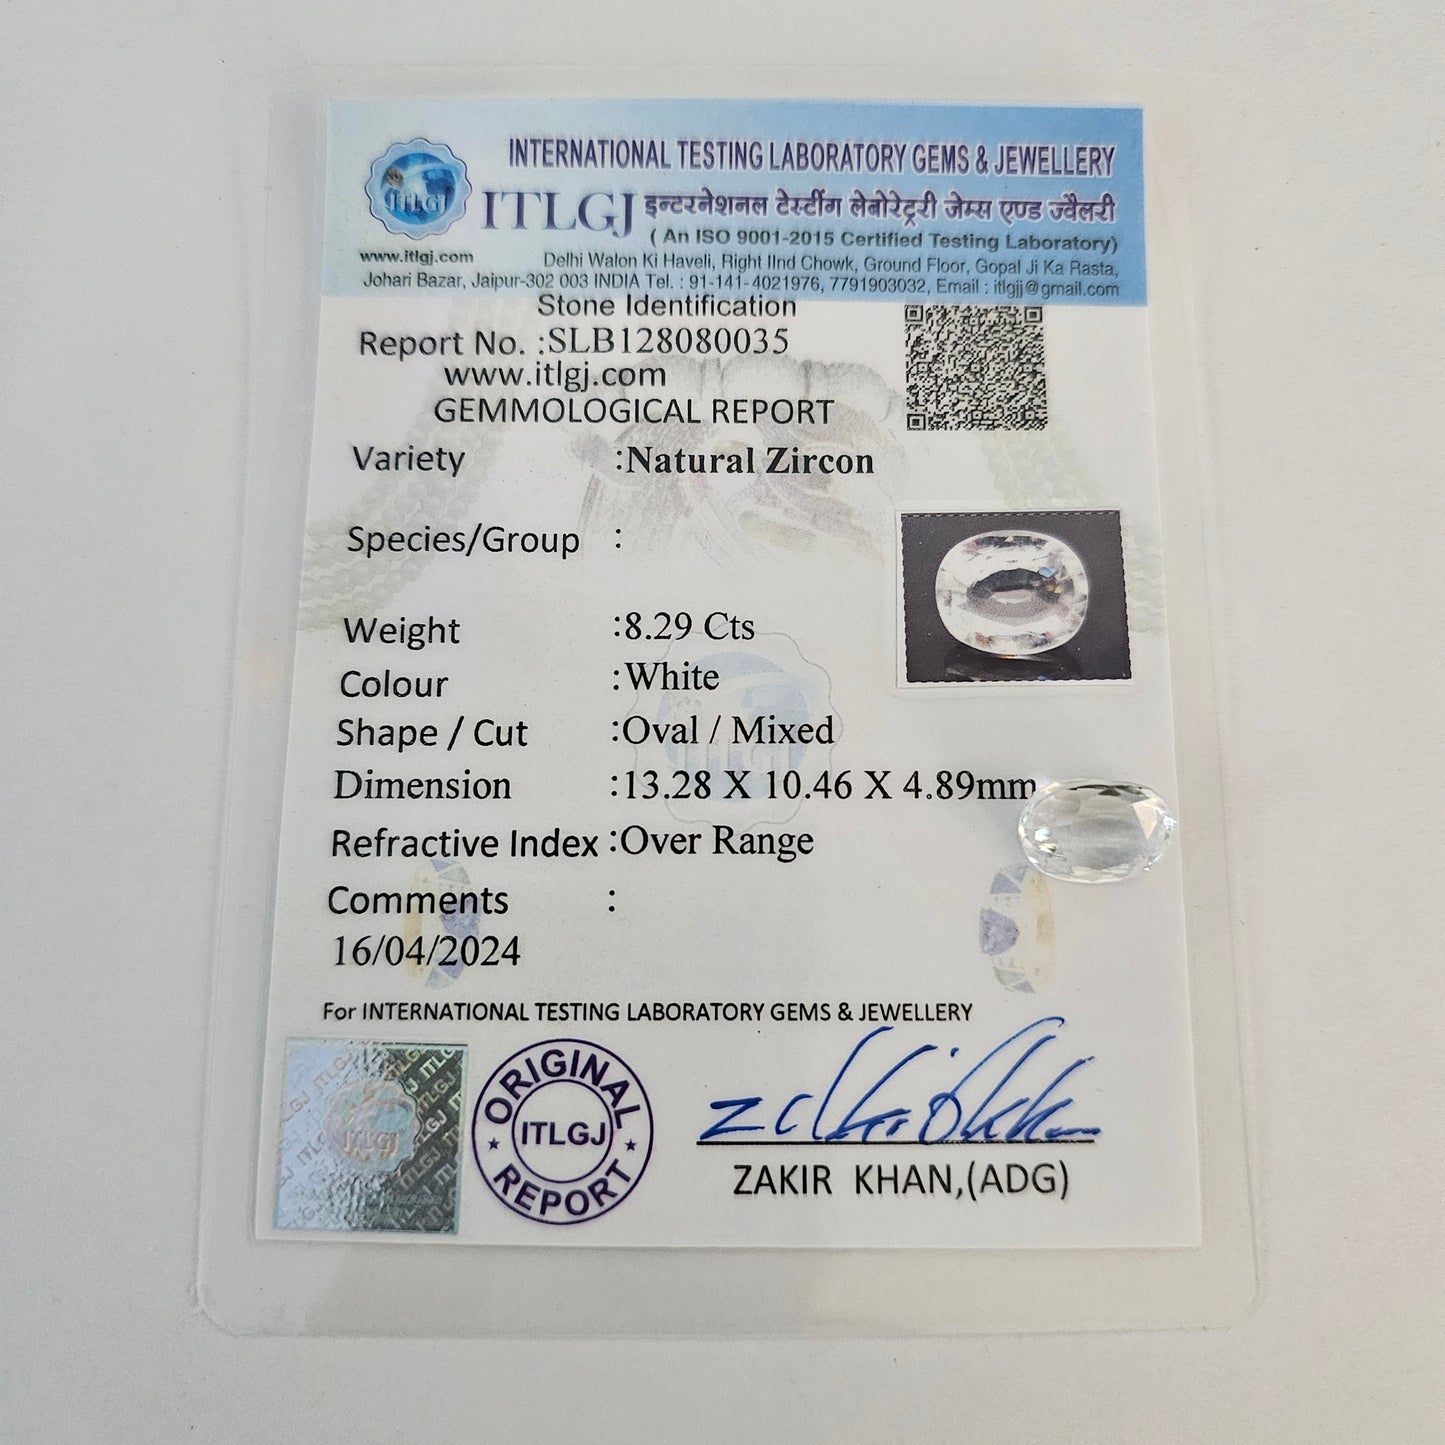 INTERNATIONAL TESTING LABORATORY GEMS & JEWELLERY
ITLGJ
ITLGJ इन्टरनेशनल टेस्टींग लेबोरेट्ररी जेम्स एण्ड ज्वैलरी
( An ISO 9001-2015 Certified Testing Laboratory)
www.itlgj.com Delhi Walon Ki Haveli, Right IInd Chowk, Ground Floor, Gopal Ji Ka Rasta,
Johari Bazar, Jaipur-302 003 INDIA Tel. : 91-141-4021976, 7791903032, Email : itlgjj@gmail.com
Stone Identification
Report No. :SLB128080035
www.itlgj.com
GEMMOLOGICAL REPORT
Variety :Natural Zircon
Species/Group :
Weight :8.29 Cts
Colour :White
Shape / Cut :Oval / Mixed
Dimension :13.28 X 10.46 X 4.89mm
Refractive Index :Over Range
Comments :
16/04/2024
For INTERNATIONAL TESTING LABORATORY GEMS & JEWELLERY
ITLGJ
ORIGINAL
ITLGJ
REPORT
ZAKIR KHAN,(ADG)